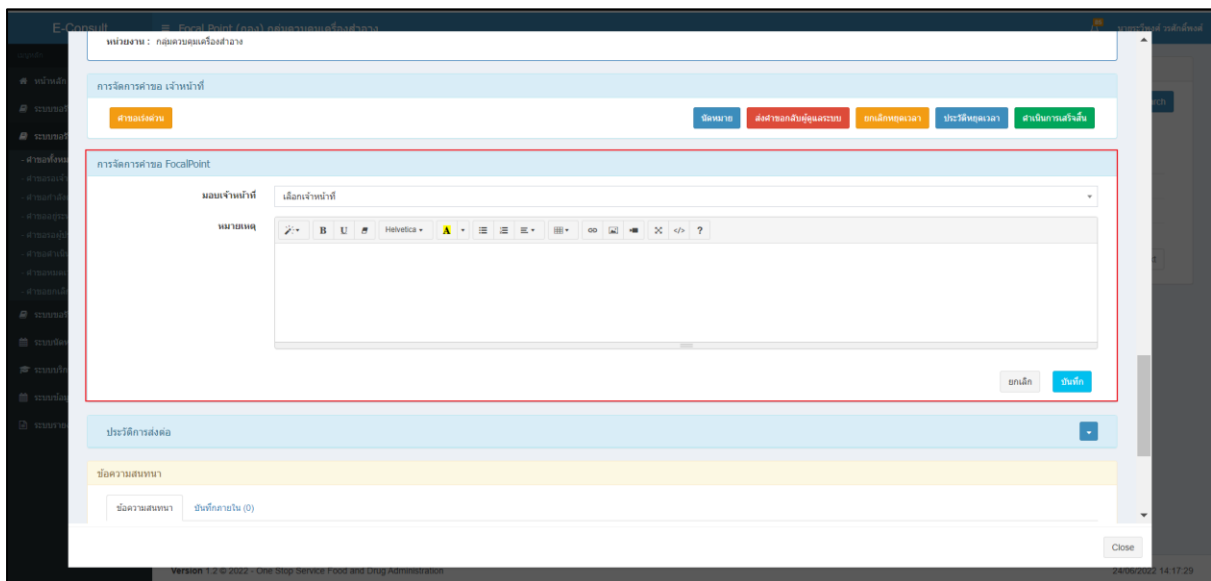 E-Consult
≡ Focal Point (กอง) กลุ่มควบคุมเครื่องสำอาง
หน่วยงาน : กลุ่มควบคุมเครื่องสำอาง
หน้าหลัก
การจัดการคำขอ เจ้าหน้าที่
คำขอเร่งด่วน
นัดหมาย
ส่งคำขอกลับผู้ดูแลระบบ
ยกเลิกหยุดเวลา
ประวัติหยุดเวลา
ดำเนินการเสร็จสิ้น
การจัดการคำขอ FocalPoint
มอบเจ้าหน้าที่
เลือกเจ้าหน้าที่
หมายเหตุ
B U Helvetica A </> ?
ยกเลิก
บันทึก
ประวัติการส่งต่อ
ข้อความสนทนา
ข้อความสนทนา
บันทึกภายใน (0)
Close
Version 1.2 © 2022 - One Stop Service Food and Drug Administration
24/06/2022 14:17:29